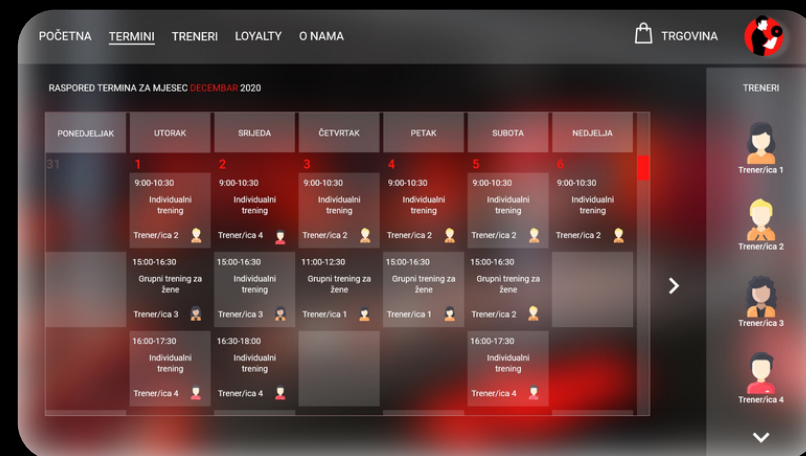 POČETNA TERMINI TRENERI LOYALTY O NAMA TRGOVINA
RASPORED TERMINA ZA MJESEC DECEMBAR 2020
TRENERI
PONEDJELJAK UTORAK SRIJEDA ČETVRTAK PETAK SUBOTA NEDJELJA
31 1 2 3 4 5 6
9:00-10:30 9:00-10:30 9:00-10:30 9:00-10:30 9:00-10:30 9:00-10:30
Individualni Individualni Individualni Individualni Individualni Individualni
trening trening trening trening trening trening
Trener/ica 2 Trener/ica 4 Trener/ica 2 Trener/ica 2 Trener/ica 2 Trener/ica 2
15:00-16:30 15:00-16:30 11:00-12:30 15:00-16:30 15:00-16:30
Grupni trening za Individualni Grupni trening za Grupni trening za Grupni trening za
žene trening žene žene žene
Trener/ica 3 Trener/ica 3 Trener/ica 1 Trener/ica 1 Trener/ica 2
16:00-17:30 16:30-18:00 16:00-17:30
Individualni Individualni Individualni
trening trening trening
Trener/ica 4 Trener/ica 4 Trener/ica 4
Trener/ica 1
Trener/ica 2
Trener/ica 3
Trener/ica 4